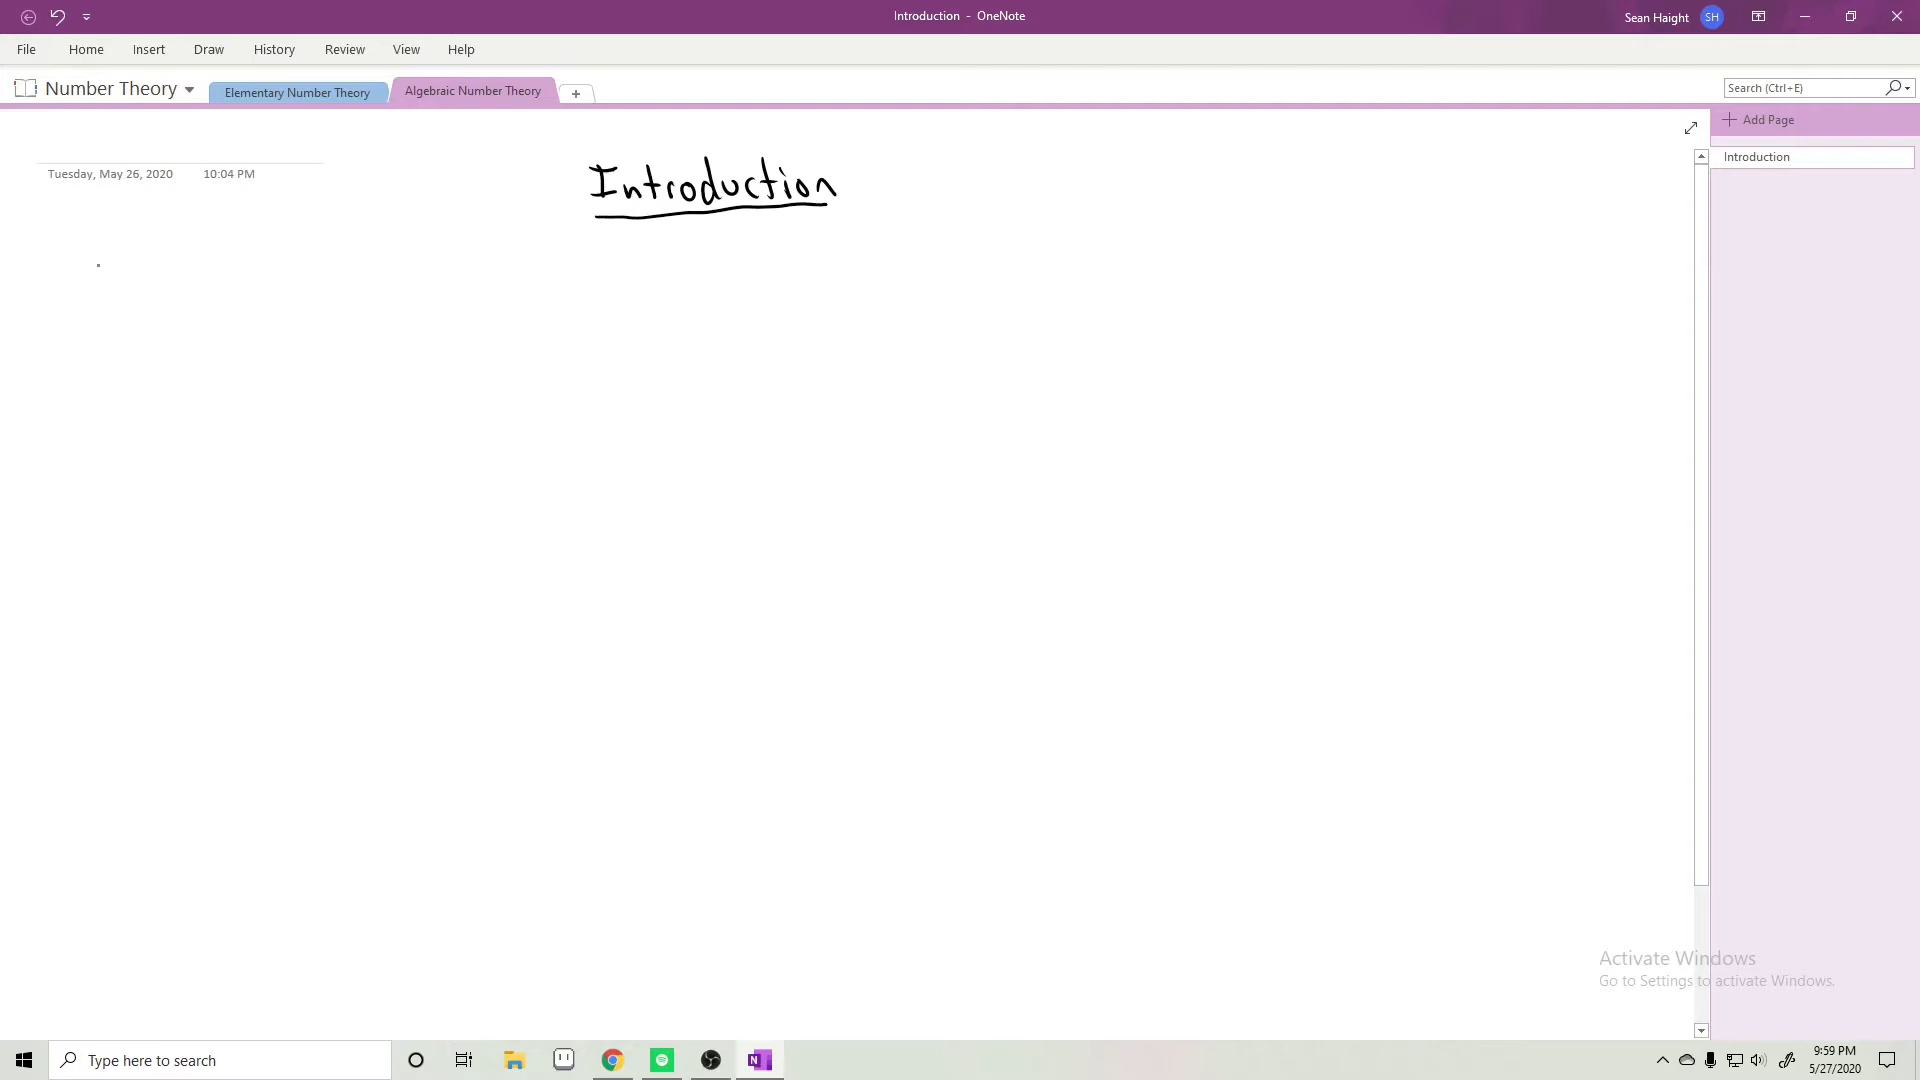 Introduction - OneNote
Sean Haight
SH
File Home Insert Draw History Review View Help
Number Theory
Elementary Number Theory
Algebraic Number Theory
+
Search (Ctrl+E)
Add Page
Introduction
Tuesday, May 26, 2020 10:04 PM
Introduction
Activate Windows
Go to Settings to activate Windows.
Type here to search
N
9:59 PM
5/27/2020